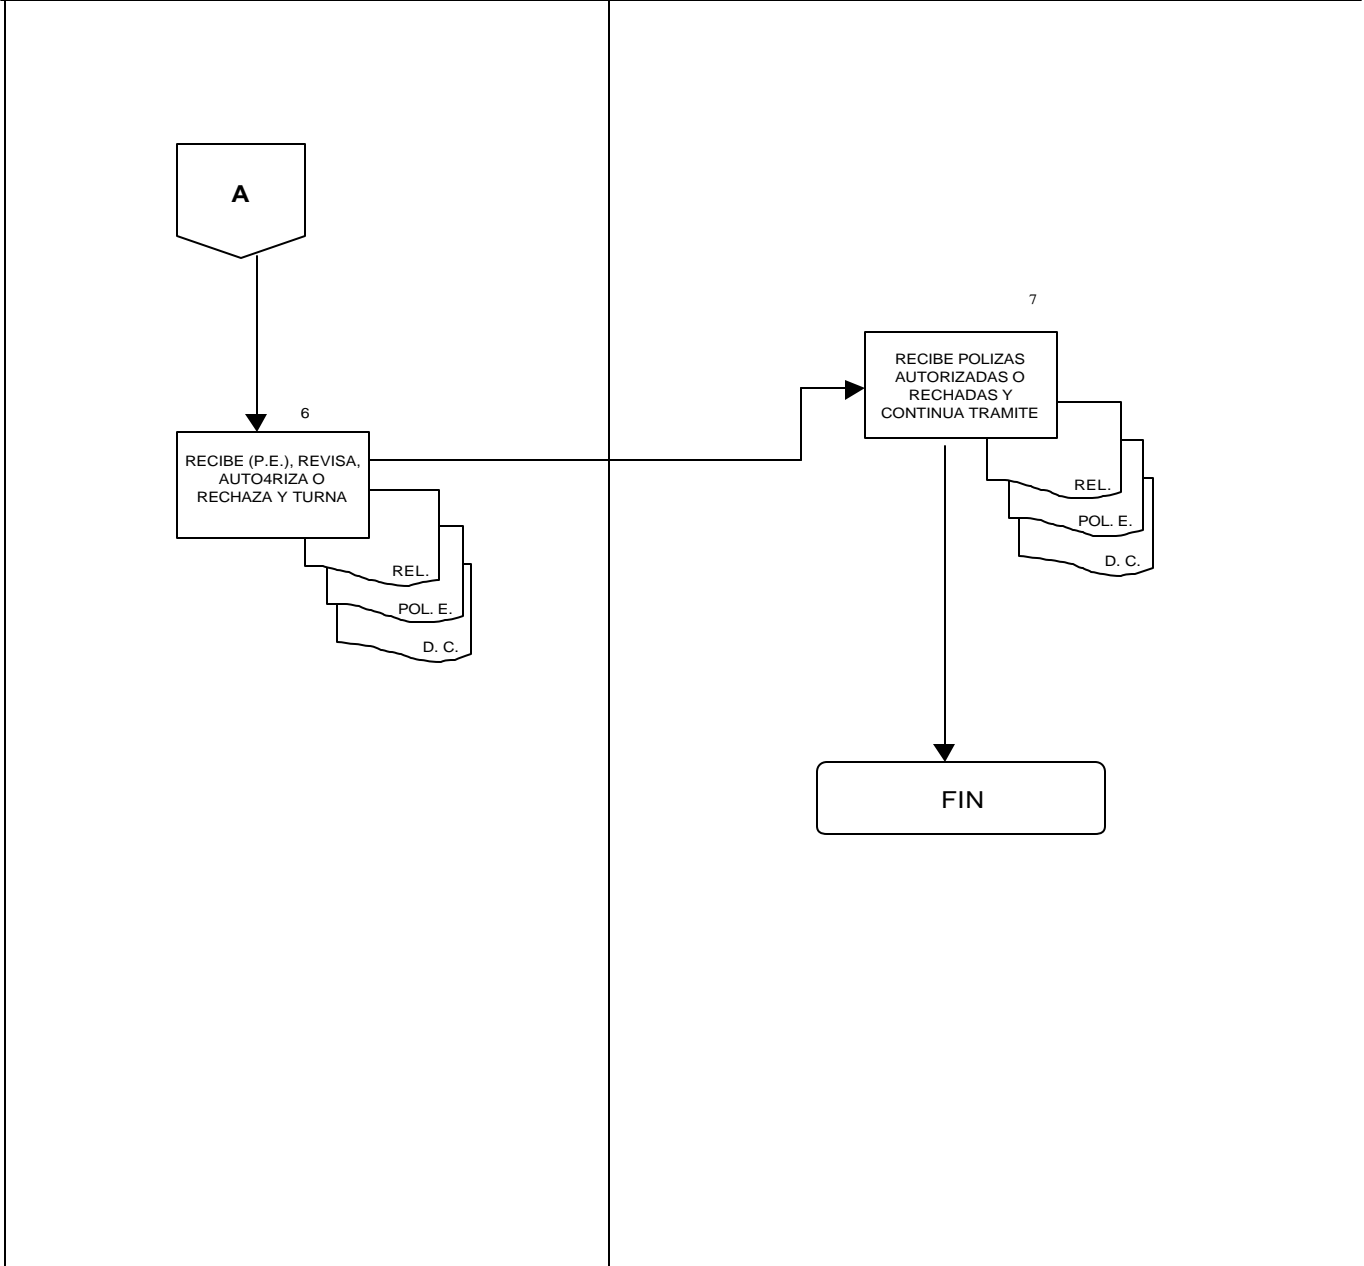 A
6
RECIBE (P.E.), REVISA,
AUTO4RIZA O
RECHAZA Y TURNA
REL.
POL. E.
D. C.
7
RECIBE POLIZAS
AUTORIZADAS O
RECHADAS Y
CONTINUA TRAMITE
REL.
POL. E.
D. C.
FIN